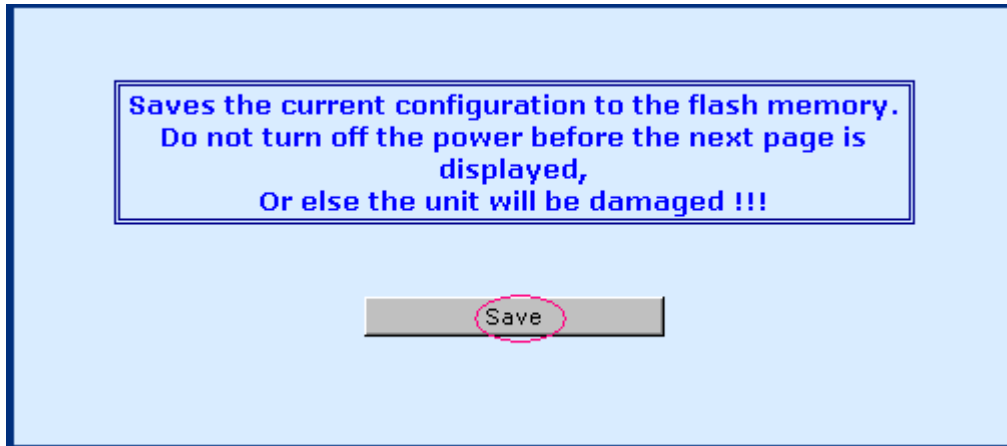 Saves the current configuration to the flash memory.
Do not turn off the power before the next page is
displayed,
Or else the unit will be damaged !!!
Save